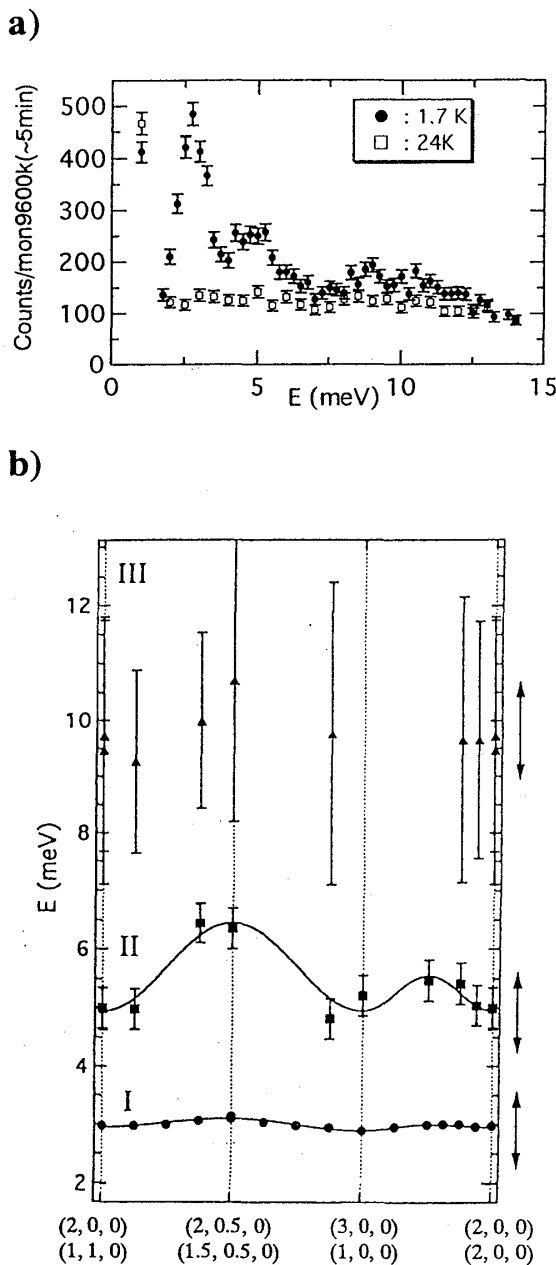 a)
Counts/mon9600k(~5min)
500
400
300
200
100
0
● : 1.7 K
□ : 24K
0 5 10 15
E (meV)
b)
E (meV)
12
10
8
6
4
2
III
II
I
(2, 0, 0) (2, 0.5, 0) (3, 0, 0) (2, 0, 0)
(1, 1, 0) (1.5, 0.5, 0) (1, 0, 0) (2, 0, 0)